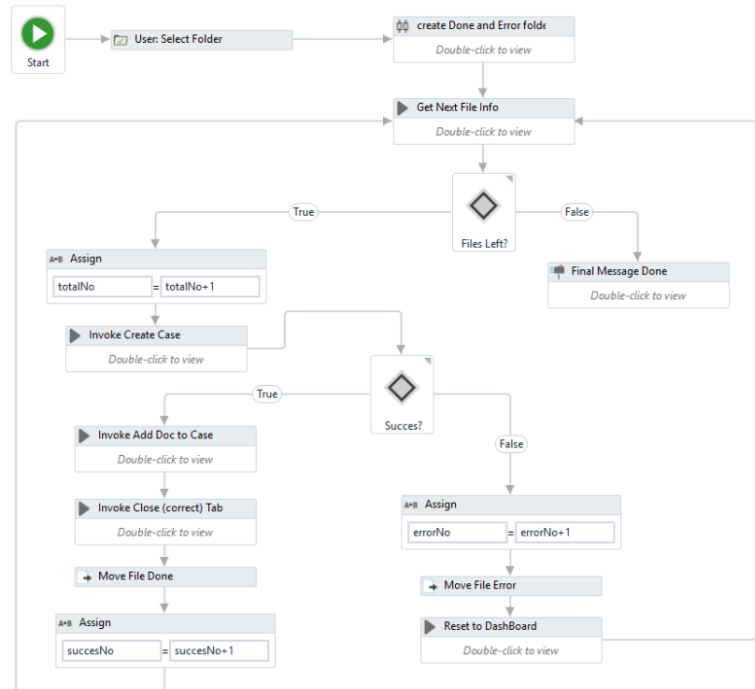 Start
User: Select Folder
create Done and Error folde
Double-click to view
Get Next File Info
Double-click to view
Files Left?
True
False
A+B Assign
totalNo = totalNo+1
Final Message Done
Double-click to view
Invoke Create Case
Double-click to view
Succes?
True
False
Invoke Add Doc to Case
Double-click to view
Invoke Close (correct) Tab
Double-click to view
Move File Done
A+B Assign
succesNo = succesNo+1
A+B Assign
errorNo = errorNo+1
Move File Error
Reset to DashBoard
Double-click to view